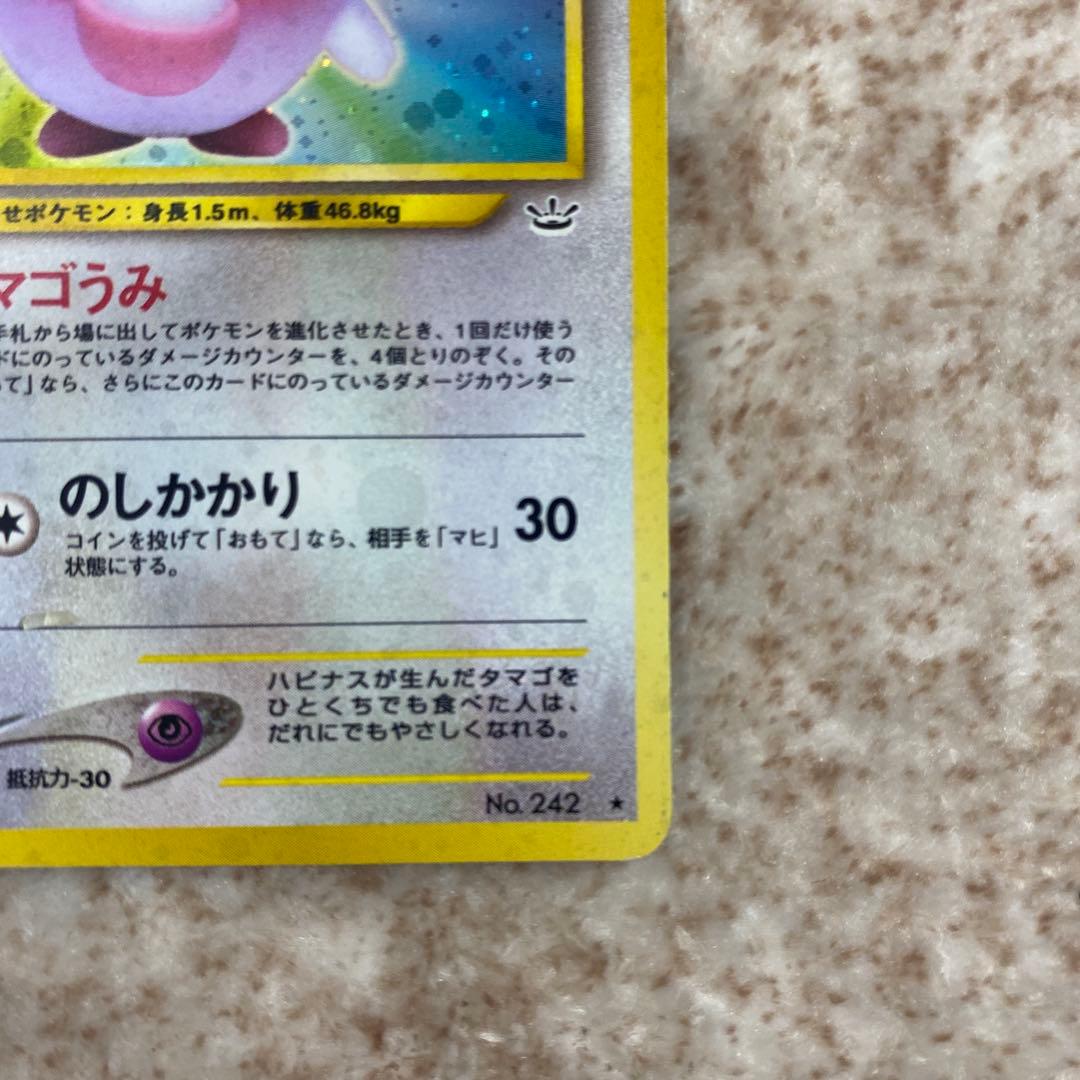 せポケモン：身長1.5m、体重46.8kg
マゴうみ
手札から場に出してポケモンを進化させたとき、1回だけ使う
ドにのっているダメージカウンターを、4個とりのぞく。その
て」なら、さらにこのカードにのっているダメージカウンター
のしかかり
30
コインを投げて「おもて」なら、相手を「マヒ」
状態にする。
ハピナスが生んだタマゴを
ひとくちでも食べた人は、
だれにでもやさしくなれる。
抵抗力-30
No. 242 ★